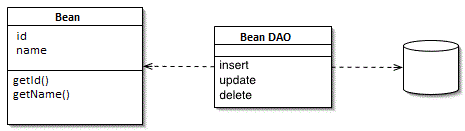 Bean
id
name
getId()
getName()
Bean DAO
insert
update
delete